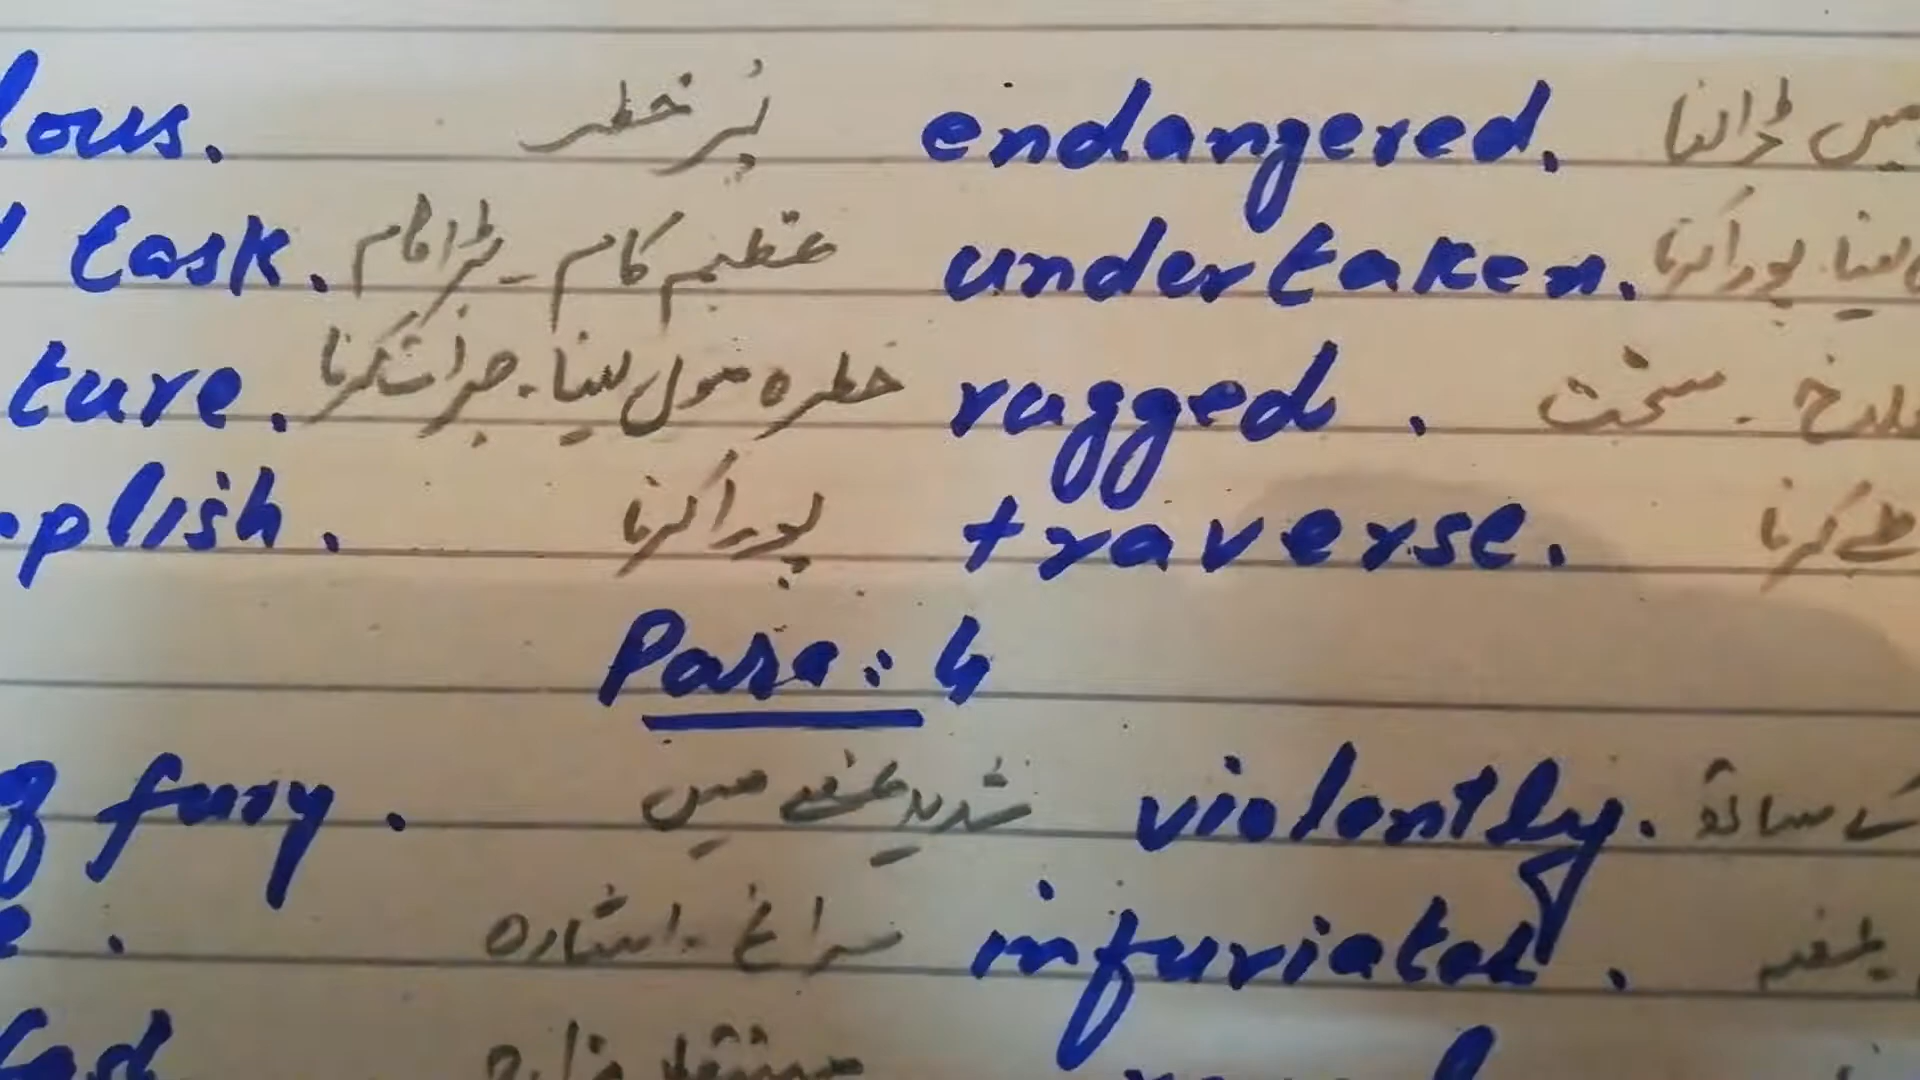 lous. پُر خطر endangered. میں ڈالنا
task. عظیم کام - بڑا کام undertaken. لینا پورا کرنا
ture. خطرہ مول لینا - جرات کرنا ragged. سخت
plish. پورا کرنا traverse. طے کرنا
Para: 4
of fury. شدید غصے میں violently. کے ساتھ
e. سراغ - اشارہ infuriated.